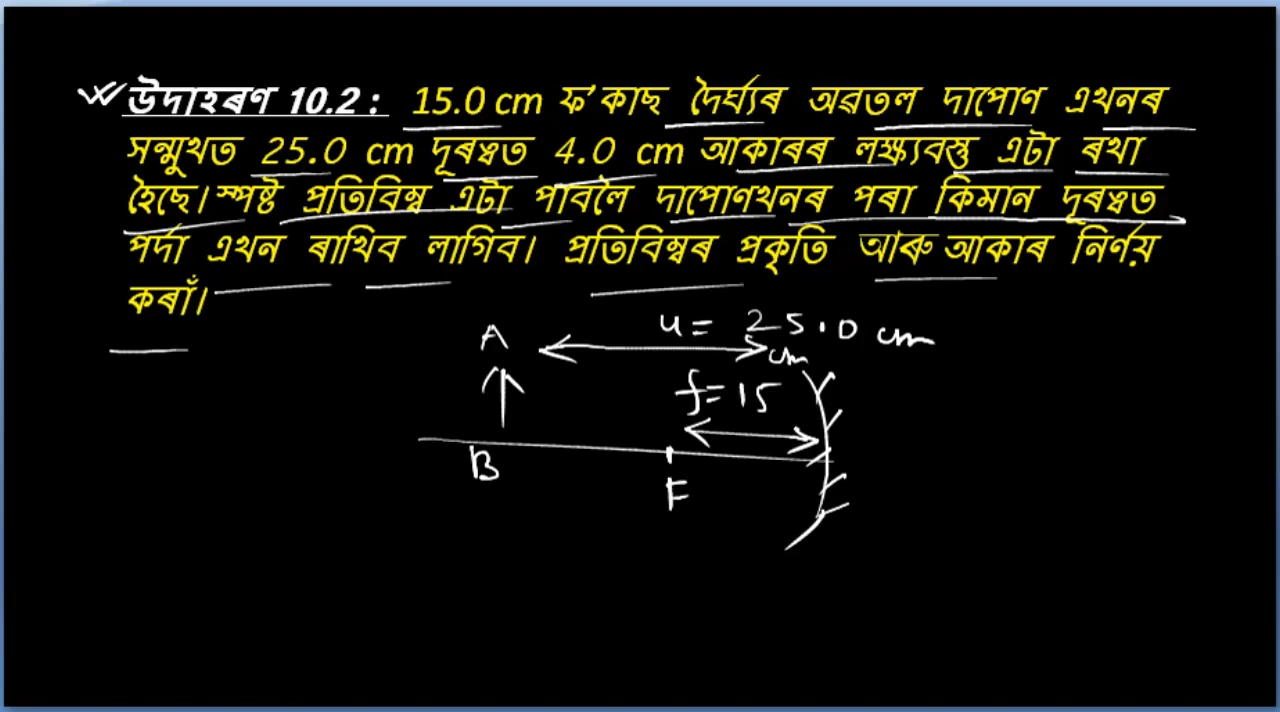 উদাহৰণ 10.2 : 15.0 cm ফ'কাছ দৈৰ্ঘ্যৰ অৱতল দাপোণ এখনৰ
সন্মুখত 25.0 cm দূৰত্বত 4.0 cm আকাৰৰ লক্ষ্যবস্তু এটা ৰখা
হৈছে। স্পষ্ট প্ৰতিবিম্ব এটা পাবলৈ দাপোণখনৰ পৰা কিমান দূৰত্বত
পৰ্দা এখন ৰাখিব লাগিব। প্ৰতিবিম্বৰ প্ৰকৃতি আৰু আকাৰ নিৰ্ণয়
কৰাঁ।
A
u = 25.0 cm
cm
f = 15
B
F